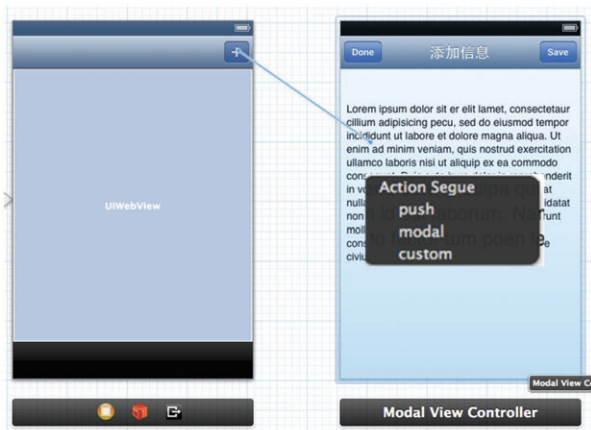 UIWebView
Done
添加信息
Save
Lorem ipsum dolor sit er elit lamet, consectetaur
cillium adipisicing pecu, sed do eiusmod tempor
incididunt ut labore et dolore magna aliqua. Ut
enim ad minim veniam, quis nostrud exercitation
ullamco laboris nisi ut aliquip ex ea commodo
Action Segue
push
modal
custom
Modal View
Modal View Controller